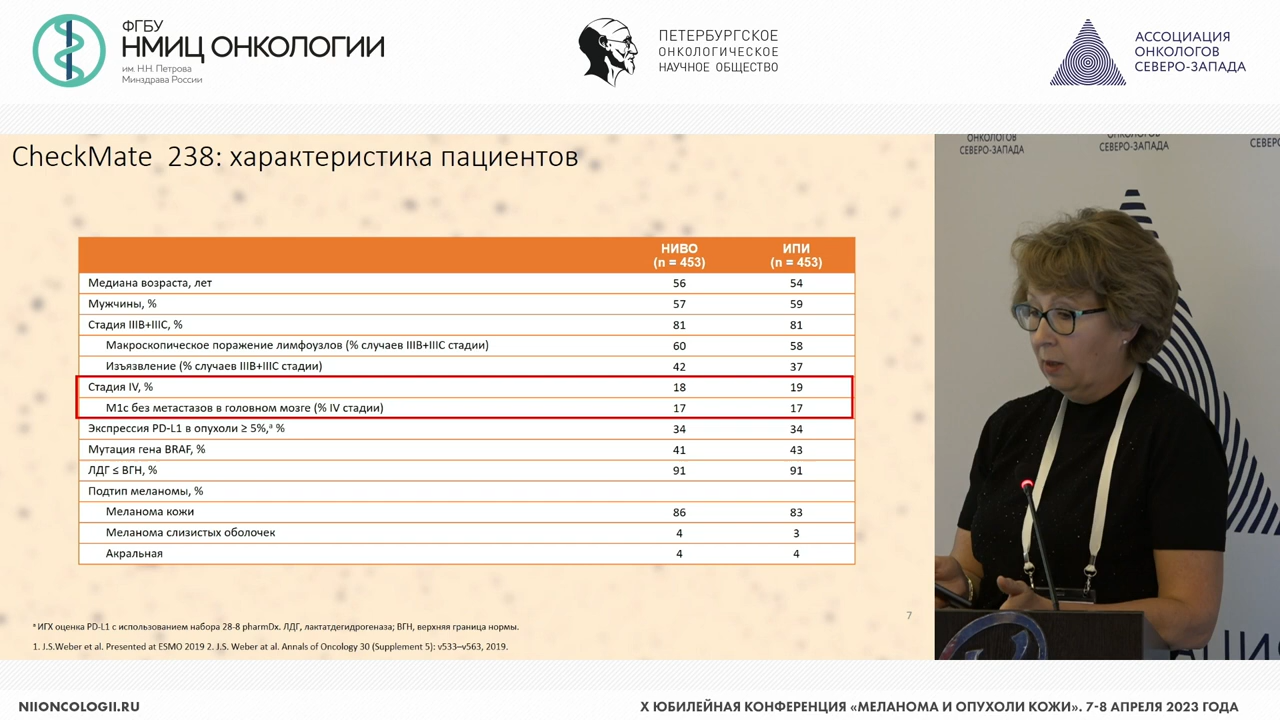 ФГБУ
НМИЦ ОНКОЛОГИИ
им. Н.Н. Петрова
Минздрава России
ПЕТЕРБУРГСКОЕ
ОНКОЛОГИЧЕСКОЕ
НАУЧНОЕ ОБЩЕСТВО
АССОЦИАЦИЯ
ОНКОЛОГОВ
СЕВЕРО-ЗАПАДА
CheckMate 238: характеристика пациентов
НИВО (n = 453) ИПИ (n = 453)
Медиана возраста, лет 56 54
Мужчины, % 57 59
Стадия IIIB+IIIC, % 81 81
Макроскопическое поражение лимфоузлов (% случаев IIIB+IIIC стадии) 60 58
Изъязвление (% случаев IIIB+IIIC стадии) 42 37
Стадия IV, % 18 19
M1c без метастазов в головном мозге (% IV стадии) 17 17
Экспрессия PD-L1 в опухоли ≥ 5%,ª % 34 34
Мутация гена BRAF, % 41 43
ЛДГ ≤ ВГН, % 91 91
Подтип меланомы, %
Меланома кожи 86 83
Меланома слизистых оболочек 4 3
Акральная 4 4
7
ª ИГХ оценка PD-L1 с использованием набора 28-8 pharmDx. ЛДГ, лактатдегидрогеназа; ВГН, верхняя граница нормы.
1. J.S.Weber et al. Presented at ESMO 2019 2. J.S. Weber at al. Annals of Oncology 30 (Supplement 5): v533–v563, 2019.
ОНКОЛОГОВ
СЕВЕРО-ЗАПАДА
ОНКОЛОГОВ
СЕВЕРО-ЗАПАДА
NIIONCOLOGII.RU
X ЮБИЛЕЙНАЯ КОНФЕРЕНЦИЯ «МЕЛАНОМА И ОПУХОЛИ КОЖИ». 7-8 АПРЕЛЯ 2023 ГОДА